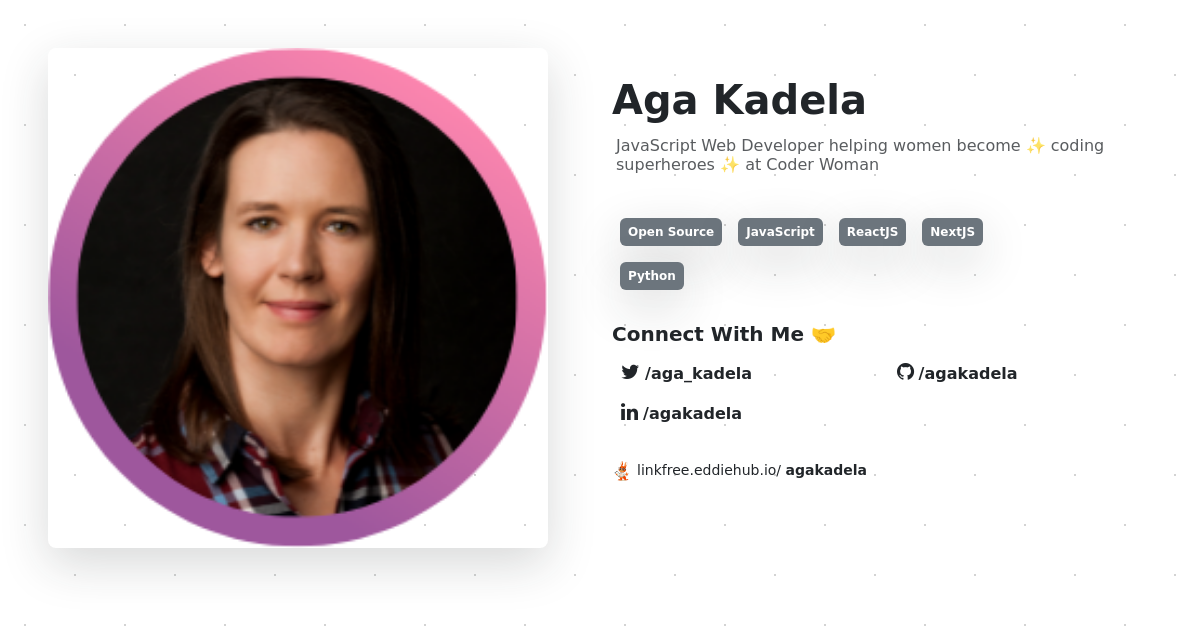 Aga Kadela
JavaScript Web Developer helping women become ✨ coding
superheroes ✨ at Coder Woman
Open Source JavaScript ReactJS NextJS
Python
Connect With Me 🤝
/aga_kadela /agakadela
/agakadela
linkfree.eddiehub.io/ agakadela